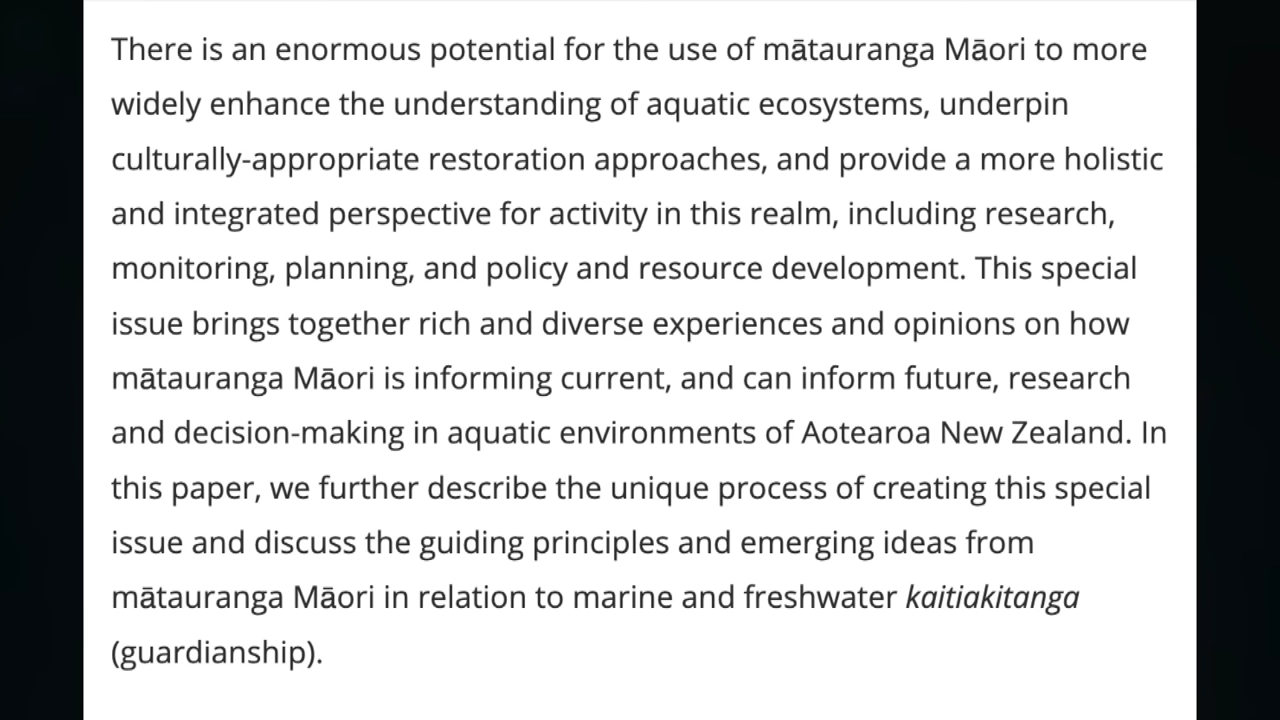 There is an enormous potential for the use of mātauranga Māori to more
widely enhance the understanding of aquatic ecosystems, underpin
culturally-appropriate restoration approaches, and provide a more holistic
and integrated perspective for activity in this realm, including research,
monitoring, planning, and policy and resource development. This special
issue brings together rich and diverse experiences and opinions on how
mātauranga Māori is informing current, and can inform future, research
and decision-making in aquatic environments of Aotearoa New Zealand. In
this paper, we further describe the unique process of creating this special
issue and discuss the guiding principles and emerging ideas from
mātauranga Māori in relation to marine and freshwater kaitiakitanga
(guardianship).